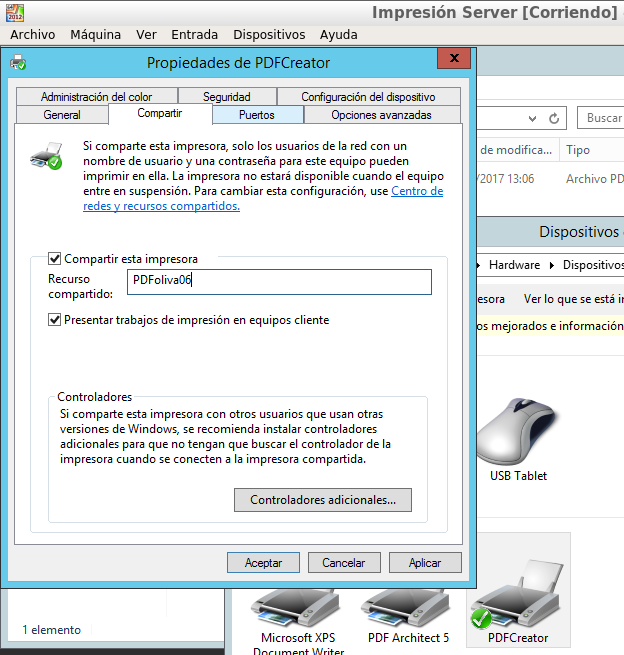 2012
Impresión Server [Corriendo]
Archivo Máquina Ver Entrada Dispositivos Ayuda
Propiedades de PDFCreator
x
Administración del color Seguridad Configuración del dispositivo
General Compartir Puertos Opciones avanzadas
Si comparte esta impresora, solo los usuarios de la red con un
nombre de usuario y una contraseña para este equipo pueden
imprimir en ella. La impresora no estará disponible cuando el equipo
entre en suspensión. Para cambiar esta configuración, use Centro de
redes y recursos compartidos.
Compartir esta impresora
Recurso
compartido:
PDFoliva06
Presentar trabajos de impresión en equipos cliente
Controladores
Si comparte esta impresora con otros usuarios que usan otras
versiones de Windows, se recomienda instalar controladores
adicionales para que no tengan que buscar el controlador de la
impresora cuando se conecten a la impresora compartida.
Controladores adicionales...
Aceptar Cancelar Aplicar
Buscar
de modifica... Tipo
/2017 13:06 Archivo PD
Dispositivos
Hardware Dispositivos
esora Ver lo que se está i
os mejorados e información
USB Tablet
1 elemento
Microsoft XPS
Document Writer
PDF Architect 5
PDFCreator